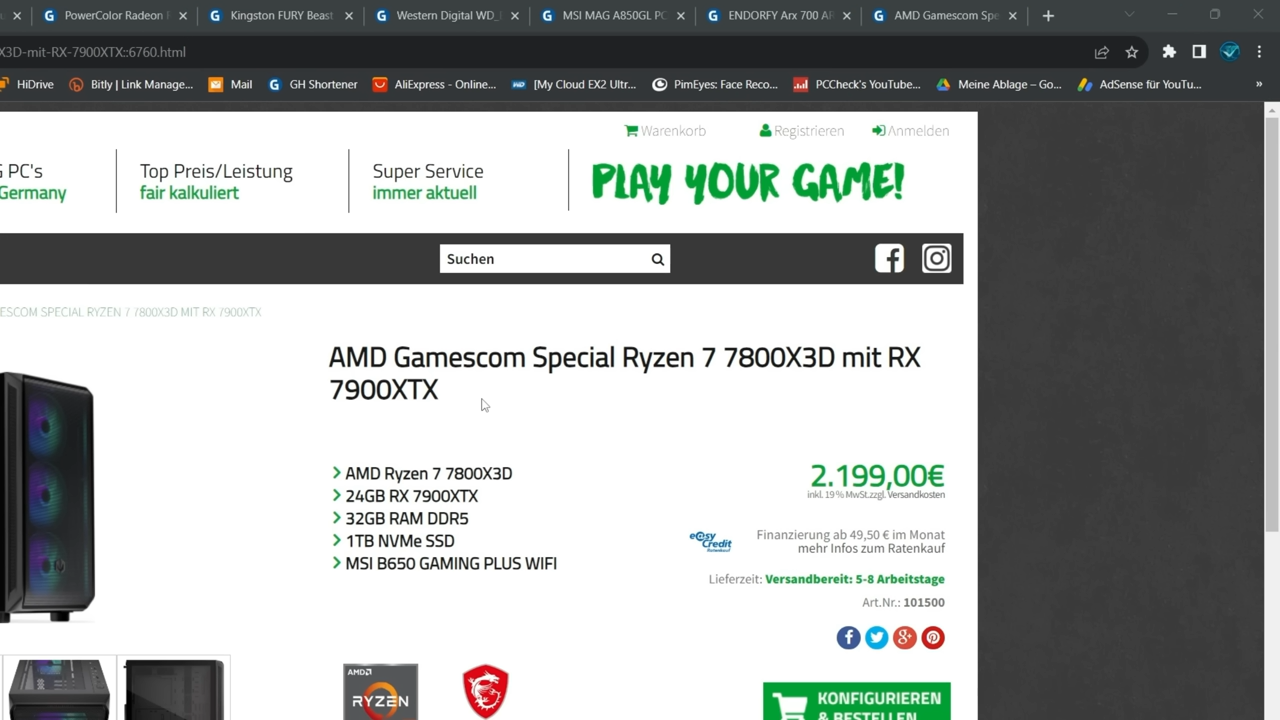 PowerColor Radeon F
Kingston FURY Beast
Western Digital WD_
MSI MAG A850GL PC
ENDORFY Arx 700 AR
AMD Gamescom Spe
X3D-mit-RX-7900XTX::6760.html
HiDrive
Bitly | Link Manage...
Mail
GH Shortener
AliExpress - Online...
[My Cloud EX2 Ultr...
PimEyes: Face Reco...
PCCheck's YouTube...
Meine Ablage – Go...
AdSense für YouTu...
»
Warenkorb
Registrieren
Anmelden
PC's
Germany
Top Preis/Leistung
fair kalkuliert
Super Service
immer aktuell
PLAY YOUR GAME!
Suchen
ESCOM SPECIAL RYZEN 7 7800X3D MIT RX 7900XTX
AMD Gamescom Special Ryzen 7 7800X3D mit RX
7900XTX
AMD Ryzen 7 7800X3D
24GB RX 7900XTX
32GB RAM DDR5
1TB NVMe SSD
MSI B650 GAMING PLUS WIFI
2.199,00€
inkl. 19 % MwSt.zzgl. Versandkosten
easyCredit
Ratenkauf
Finanzierung ab 49,50 € im Monat
mehr Infos zum Ratenkauf
Lieferzeit: Versandbereit: 5-8 Arbeitstage
Art.Nr.: 101500
AMD
RYZEN
KONFIGURIEREN
& BESTELLEN